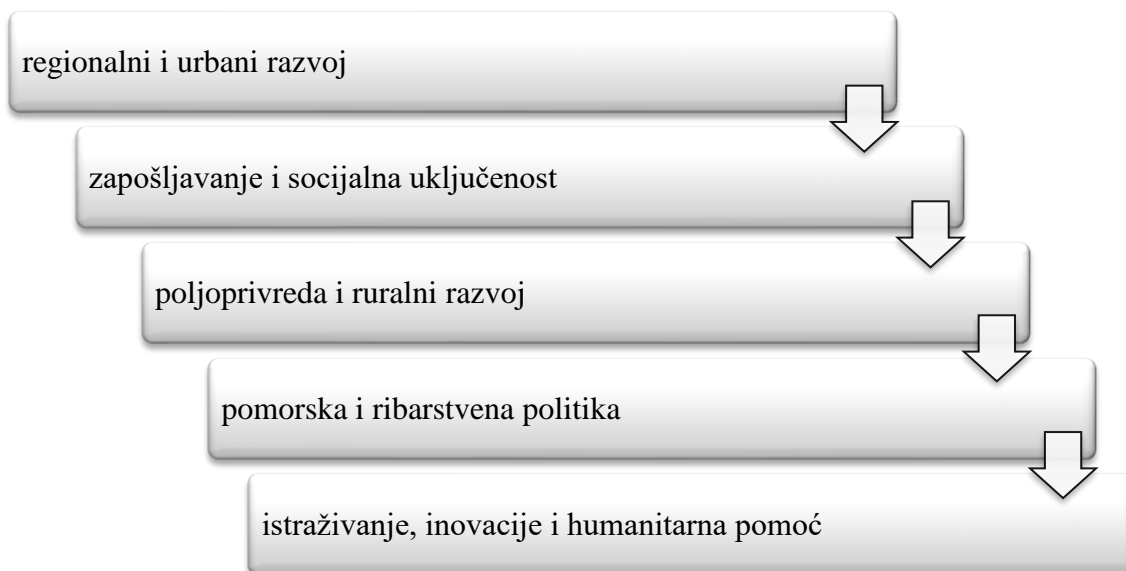 regionalni i urbani razvoj
zapošljavanje i socijalna uključenost
poljoprivreda i ruralni razvoj
pomorska i ribarstvena politika
istraživanje, inovacije i humanitarna pomoć